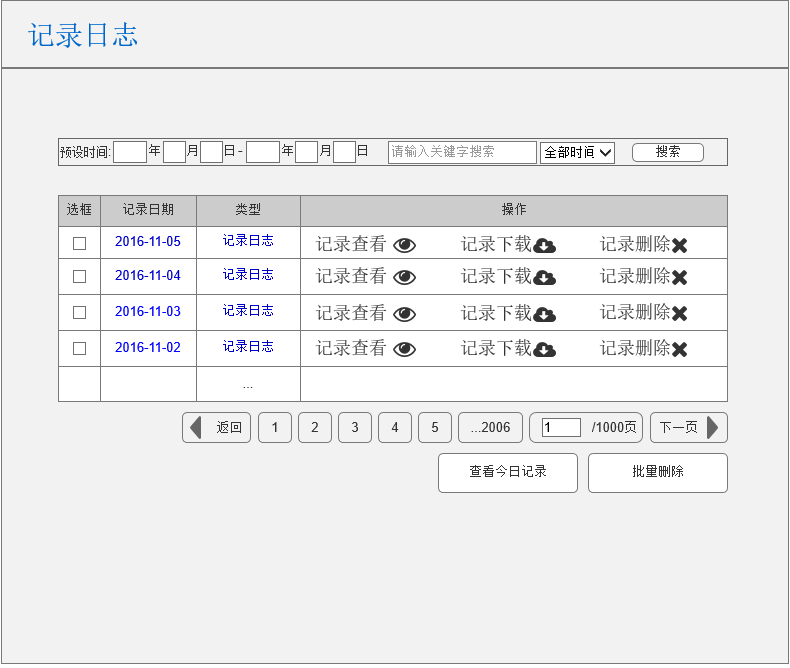 记录日志
预设时间: 年 月 日 - 年 月 日 请输入关键字搜索 全部时间 搜索
选框 记录日期 类型 操作
2016-11-05 记录日志 记录查看 记录下载 记录删除
2016-11-04 记录日志 记录查看 记录下载 记录删除
2016-11-03 记录日志 记录查看 记录下载 记录删除
2016-11-02 记录日志 记录查看 记录下载 记录删除
...
返回 1 2 3 4 5 ...2006 1 /1000页 下一页
查看今日记录 批量删除